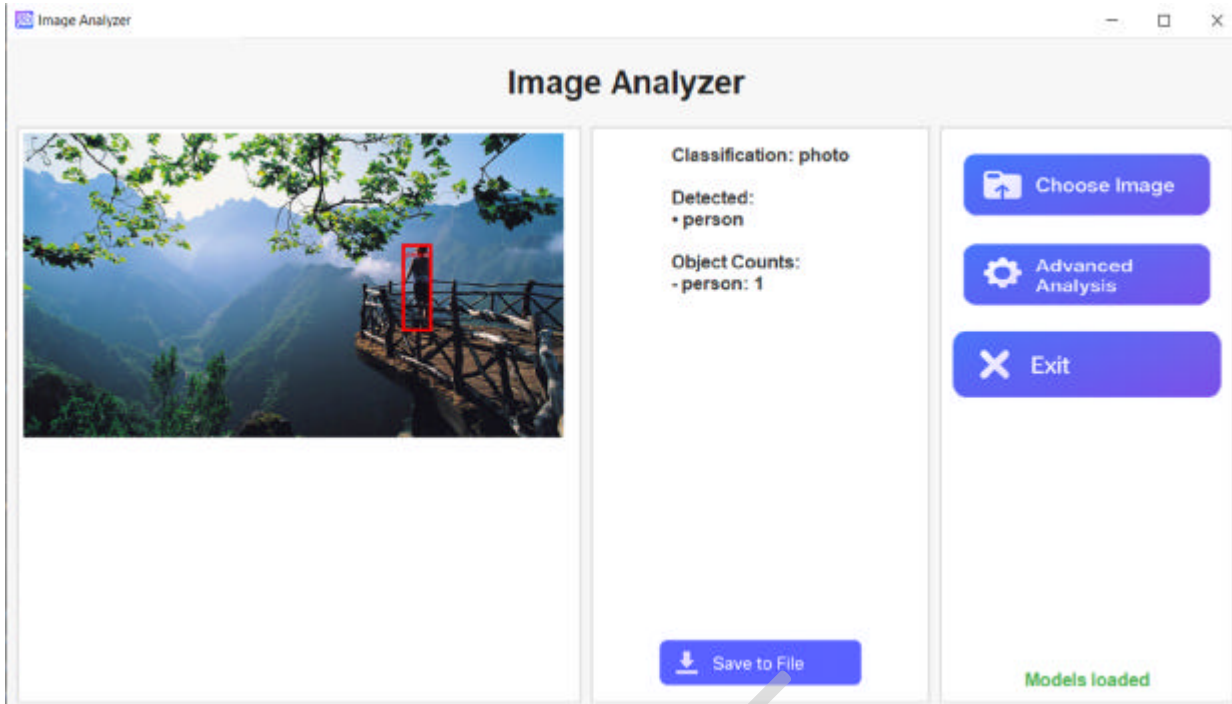 Image Analyzer
Image Analyzer
Classification: photo
Detected:
• person
Object Counts:
- person: 1
Save to File
Choose Image
Advanced
Analysis
Exit
Models loaded